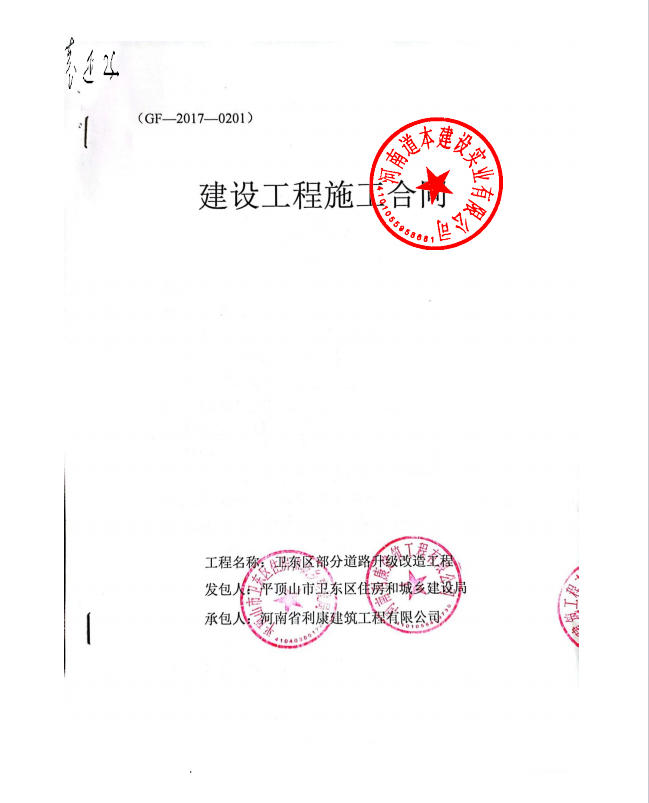 （GF—2017—0201）
河南道本建设实业有限公司
4101055958681
建设工程施工合同
工程名称：卫东区部分道路升级改造工程
发包人：平顶山市卫东区住房和城乡建设局
承包人：河南省利康建筑工程有限公司